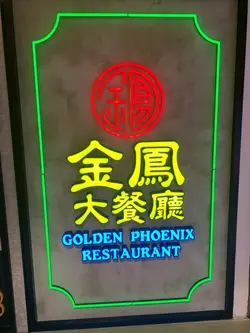 金鳳
大餐廳
GOLDEN PHOENIX
RESTAURANT